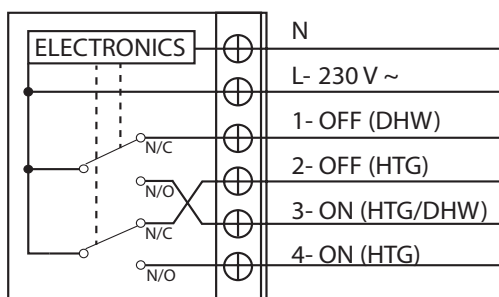 N
ELECTRONICS
L- 230 V ~
1- OFF (DHW)
N/C
2- OFF (HTG)
N/O
3- ON (HTG/DHW)
N/C
4- ON (HTG)
N/O